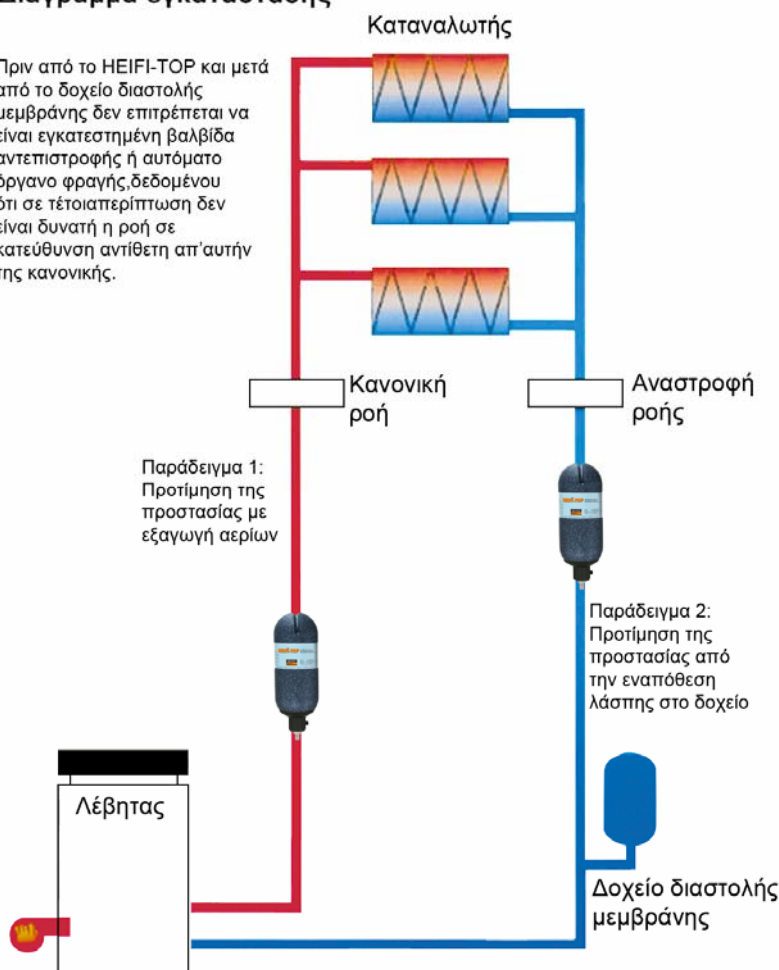 Διάγραμμα εγκατάστασης
Καταναλωτής
Πριν από το HEIFI-TOP και μετά
από το δοχείο διαστολής
μεμβράνης δεν επιτρέπεται να
είναι εγκατεστημένη βαλβίδα
αντεπιστροφής ή αυτόματο
όργανο φραγής,δεδομένου
ότι σε τέτοιαπερίπτωση δεν
είναι δυνατή η ροή σε
κατεύθυνση αντίθετη απ'αυτήν
της κανονικής.
Κανονική
ροή
Αναστροφή
ροής
Παράδειγμα 1:
Προτίμηση της
προστασίας με
εξαγωγή αερίων
Παράδειγμα 2:
Προτίμηση της
προστασίας από
την εναπόθεση
λάσπης στο δοχείο
Λέβητας
Δοχείο διαστολής
μεμβράνης